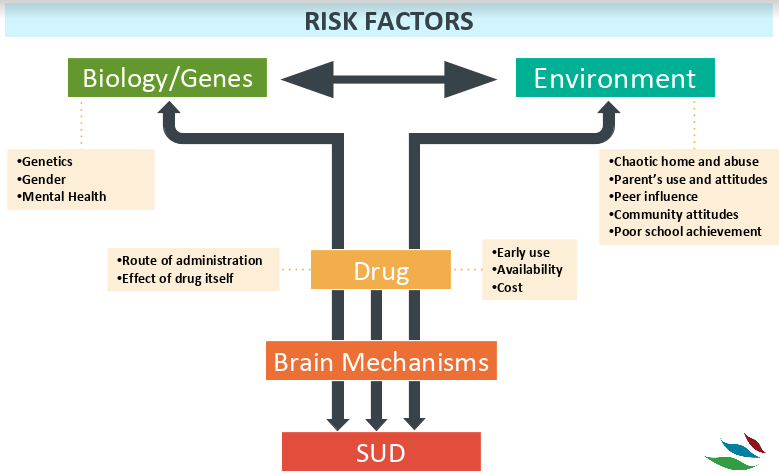 RISK FACTORS
Biology/Genes
Environment
•Genetics
•Gender
•Mental Health
•Chaotic home and abuse
•Parent’s use and attitudes
•Peer influence
•Community attitudes
•Poor school achievement
•Route of administration
•Effect of drug itself
Drug
•Early use
•Availability
•Cost
Brain Mechanisms
SUD